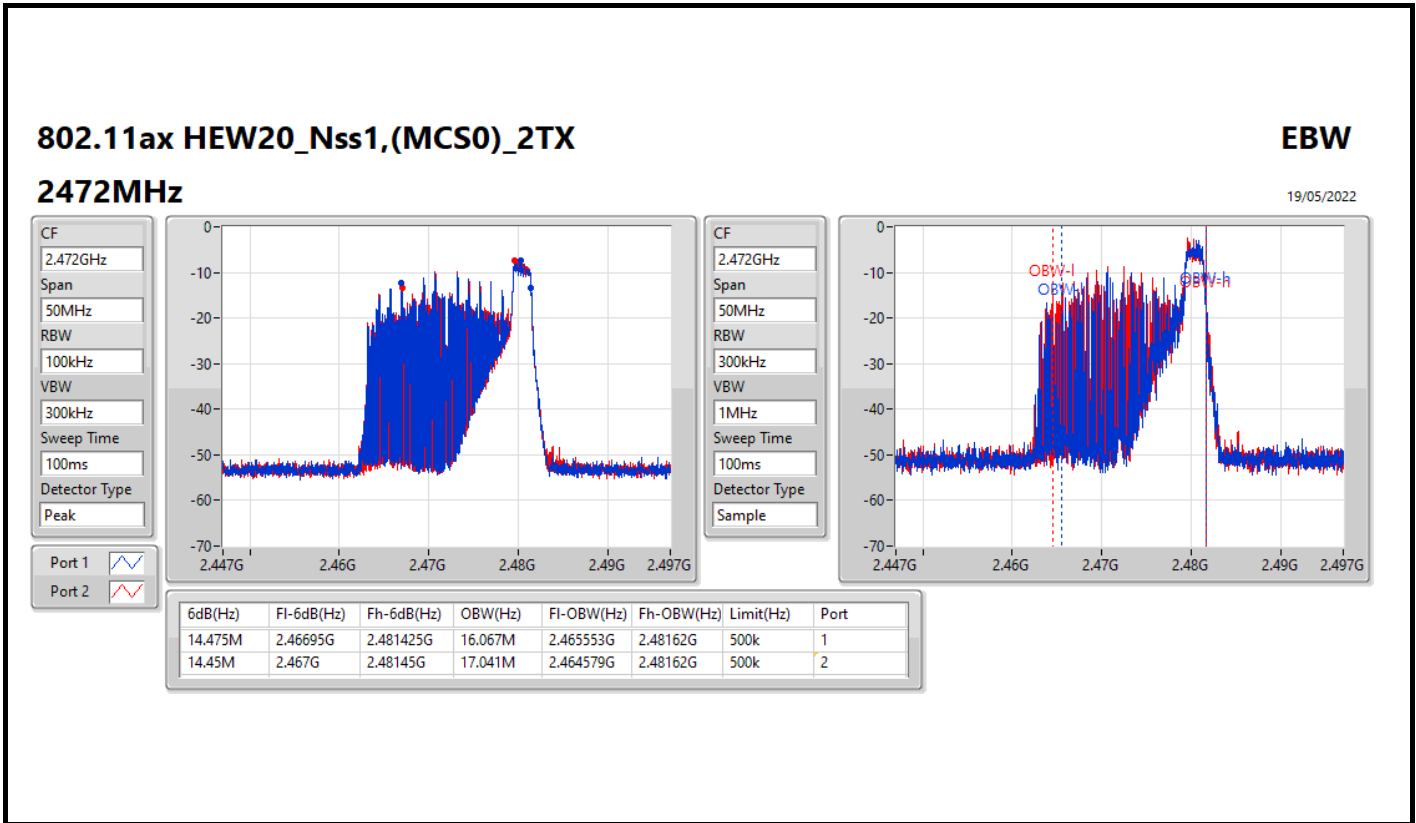 802.11ax HEW20_Nss1,(MCS0)_2TX EBW
2472MHz 19/05/2022
CF
2.472GHz
Span
50MHz
RBW
100kHz
VBW
300kHz
Sweep Time
100ms
Detector Type
Peak
Port 1
Port 2
0
-10
-20
-30
-40
-50
-60
-70
2.447G 2.46G 2.47G 2.48G 2.49G 2.497G
CF
2.472GHz
Span
50MHz
RBW
300kHz
VBW
1MHz
Sweep Time
100ms
Detector Type
Sample
0
-10
-20
-30
-40
-50
-60
-70
OBW-l
OBW-l
OBW-h
OBW-h
2.447G 2.46G 2.47G 2.48G 2.49G 2.497G
6dB(Hz) Fl-6dB(Hz) Fh-6dB(Hz) OBW(Hz) Fl-OBW(Hz) Fh-OBW(Hz) Limit(Hz) Port
14.475M 2.46695G 2.481425G 16.067M 2.465553G 2.48162G 500k 1
14.45M 2.467G 2.48145G 17.041M 2.464579G 2.48162G 500k 2